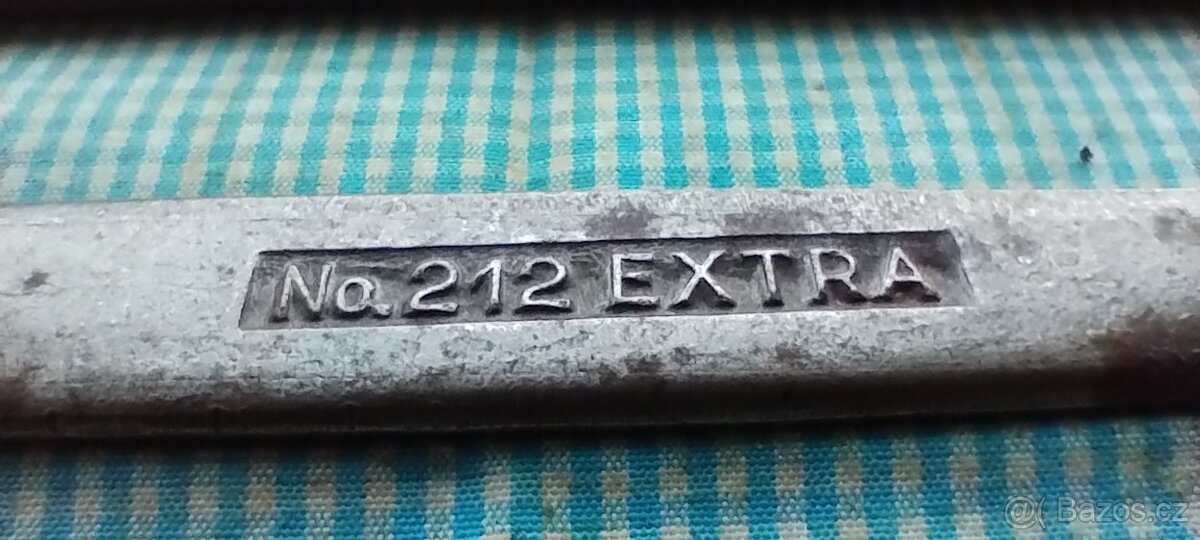 No. 212 EXTRA
@( Bazos.cz